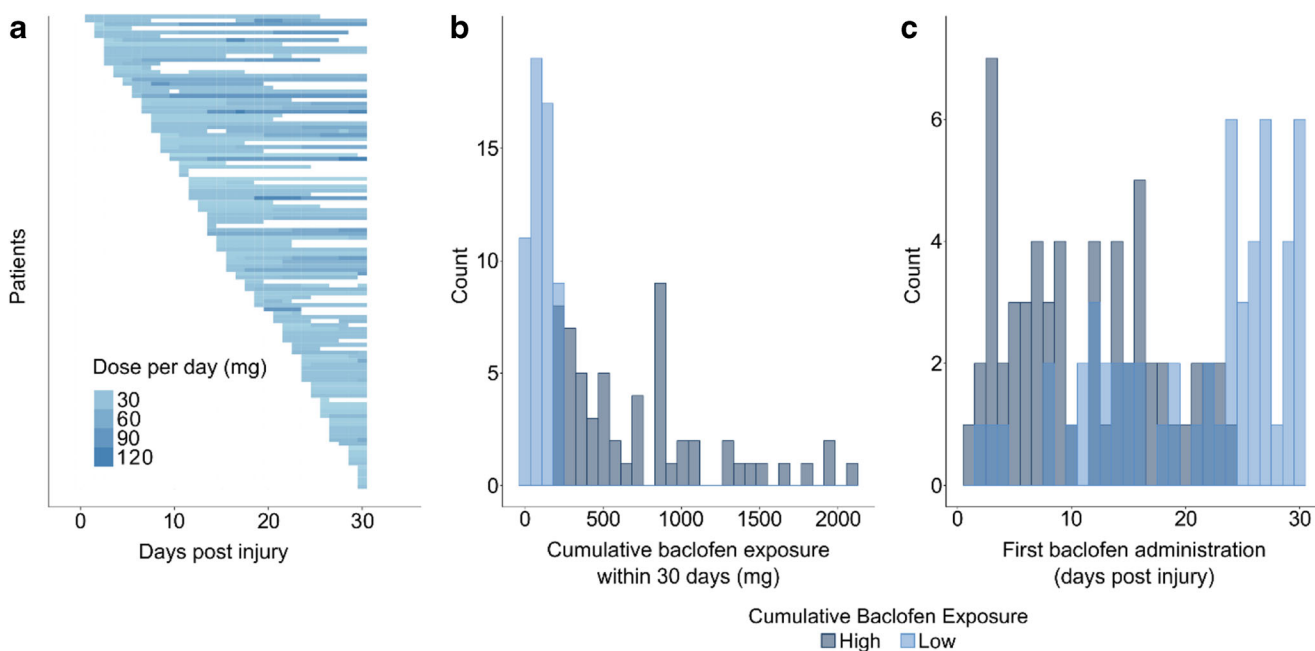 a
Patients
Dose per day (mg)
30
60
90
120
0
10
20
30
Days post injury
b
Count
15
10
5
0
0
500
1000
1500
2000
Cumulative baclofen exposure
within 30 days (mg)
c
Count
6
4
2
0
0
10
20
30
First baclofen administration
(days post injury)
Cumulative Baclofen Exposure
High Low